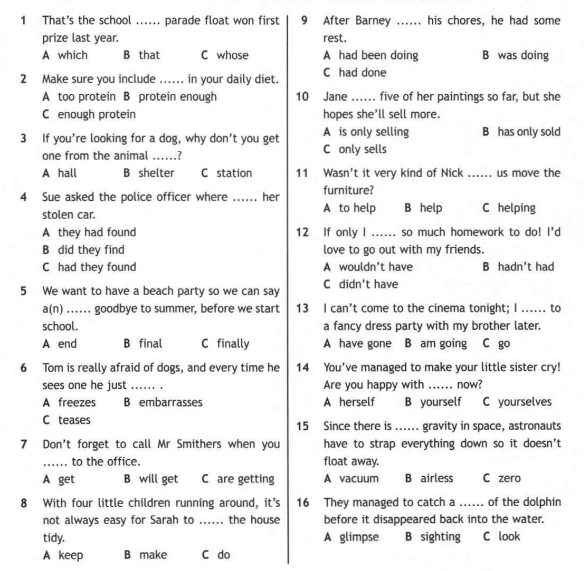 1 That's the school ...... parade float won first
prize last year.
A which B that C whose
2 Make sure you include ...... in your daily diet.
A too protein B protein enough
C enough protein
3 If you're looking for a dog, why don't you get
one from the animal ......?
A hall B shelter C station
4 Sue asked the police officer where ...... her
stolen car.
A they had found
B did they find
C had they found
5 We want to have a beach party so we can say
a(n) ...... goodbye to summer, before we start
school.
A end B final C finally
6 Tom is really afraid of dogs, and every time he
sees one he just ...... .
A freezes B embarrasses
C teases
7 Don't forget to call Mr Smithers when you
...... to the office.
A get B will get C are getting
8 With four little children running around, it's
not always easy for Sarah to ...... the house
tidy.
A keep B make C do
9 After Barney ...... his chores, he had some
rest.
A had been doing B was doing
C had done
10 Jane ...... five of her paintings so far, but she
hopes she'll sell more.
A is only selling B has only sold
C only sells
11 Wasn't it very kind of Nick ...... us move the
furniture?
A to help B help C helping
12 If only I ...... so much homework to do! I'd
love to go out with my friends.
A wouldn't have B hadn't had
C didn't have
13 I can't come to the cinema tonight; I ...... to
a fancy dress party with my brother later.
A have gone B am going C go
14 You've managed to make your little sister cry!
Are you happy with ...... now?
A herself B yourself C yourselves
15 Since there is ...... gravity in space, astronauts
have to strap everything down so it doesn't
float away.
A vacuum B airless C zero
16 They managed to catch a ...... of the dolphin
before it disappeared back into the water.
A glimpse B sighting C look